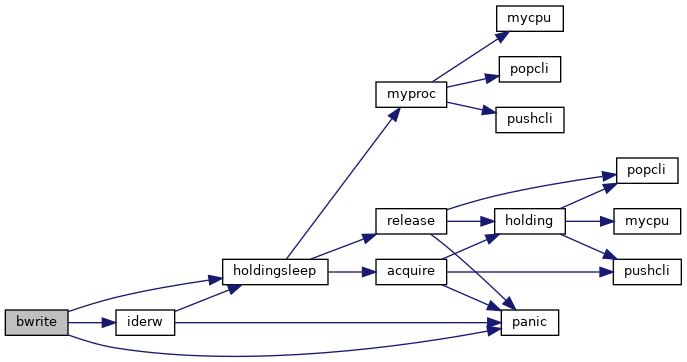 mycpu
popcli
myproc
pushcli
popcli
release
holding
mycpu
holdingsleep
acquire
pushcli
bwrite
iderw
panic